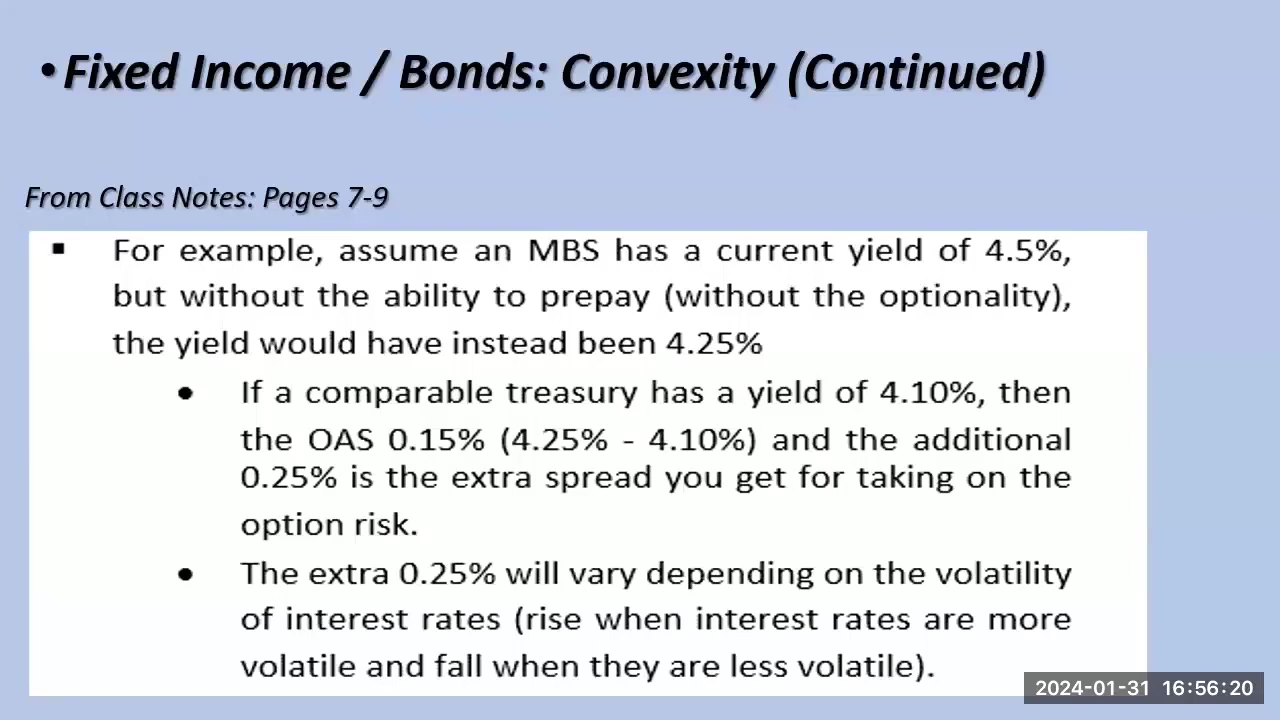 •Fixed Income / Bonds: Convexity (Continued)
From Class Notes: Pages 7-9
▪ For example, assume an MBS has a current yield of 4.5%,
but without the ability to prepay (without the optionality),
the yield would have instead been 4.25%
• If a comparable treasury has a yield of 4.10%, then
the OAS 0.15% (4.25% - 4.10%) and the additional
0.25% is the extra spread you get for taking on the
option risk.
• The extra 0.25% will vary depending on the volatility
of interest rates (rise when interest rates are more
volatile and fall when they are less volatile).
2024-01-31 16:56:20